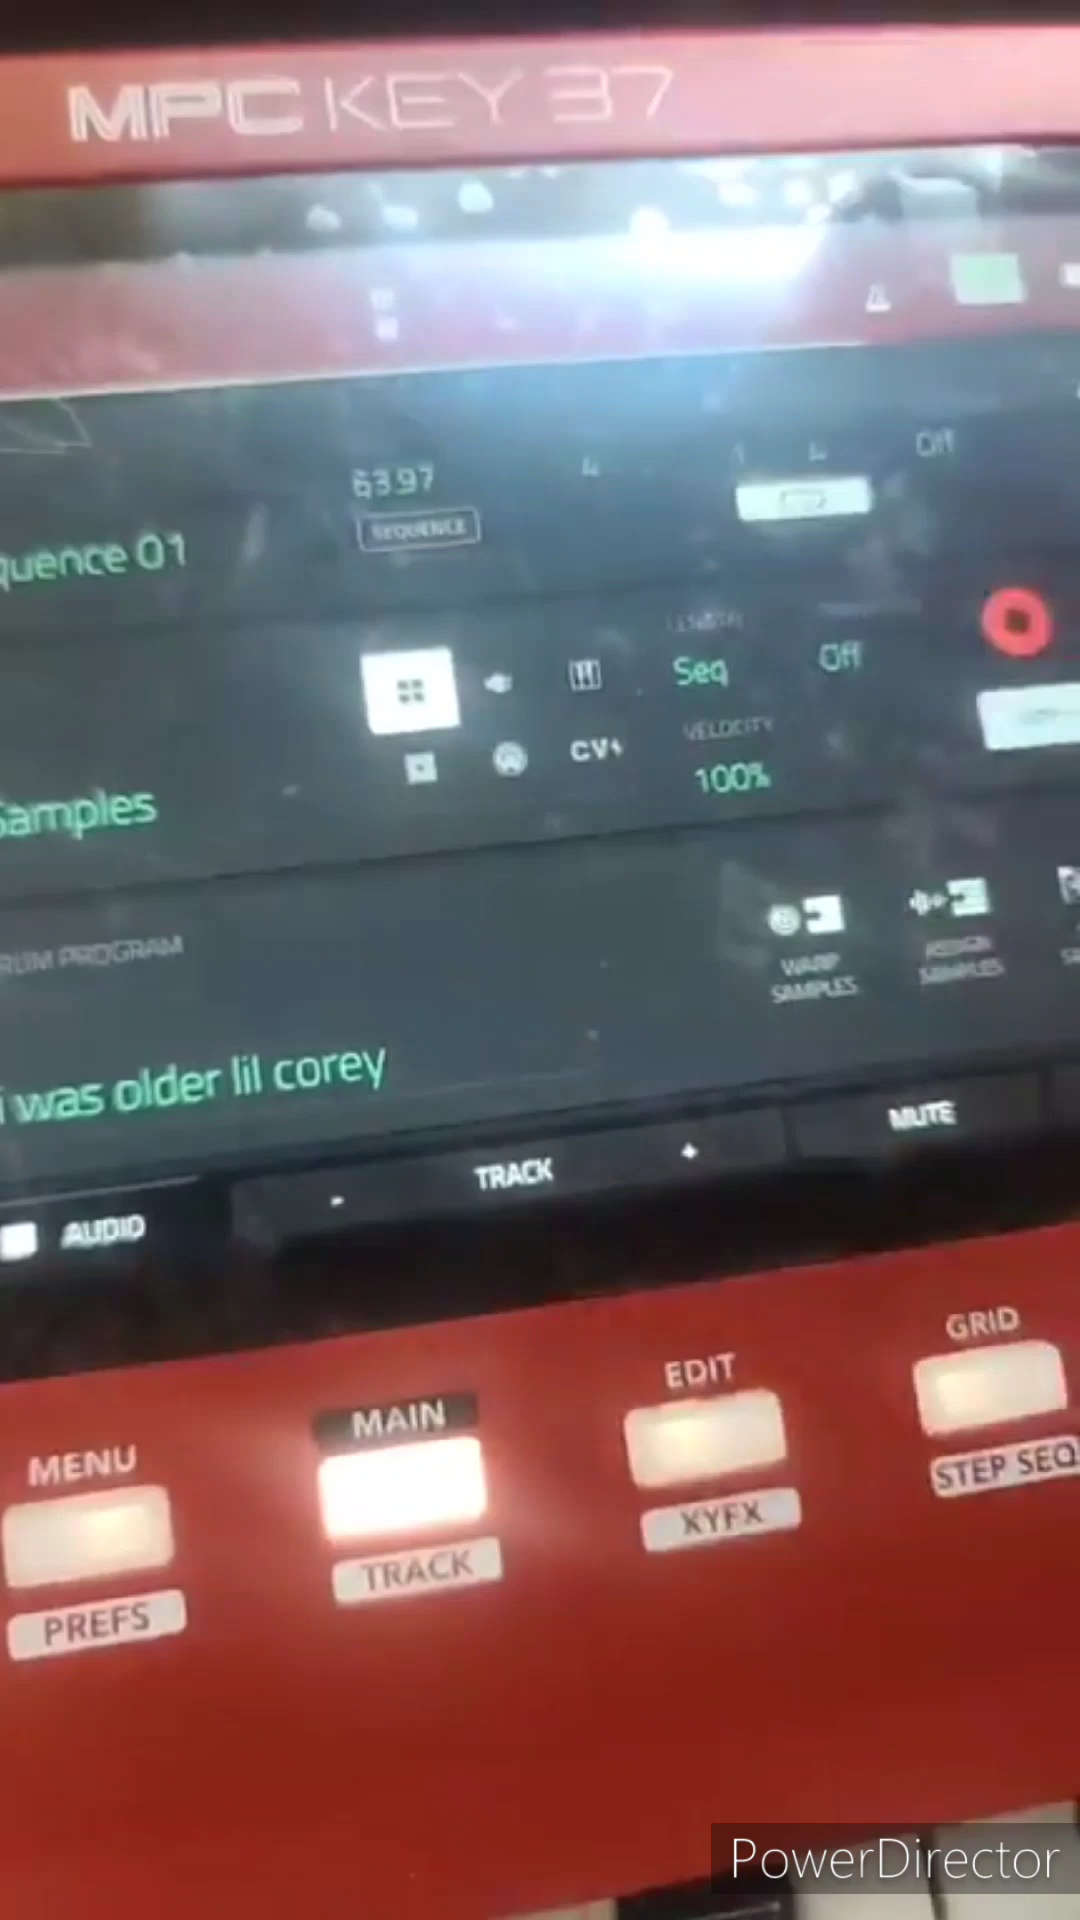 MPC KEY 37
63.97
Off
SEQUENCE
quence 01
LENGTH
Seq
Off
VELOCITY
CV
100%
Samples
RUM PROGRAM
WARP
SAMPLES
ASSIGN
SAMPLES
i was older lil corey
AUDIO
- TRACK +
MUTE
MENU
MAIN
EDIT
GRID
PREFS
TRACK
XYFX
STEP SEQ
PowerDirector